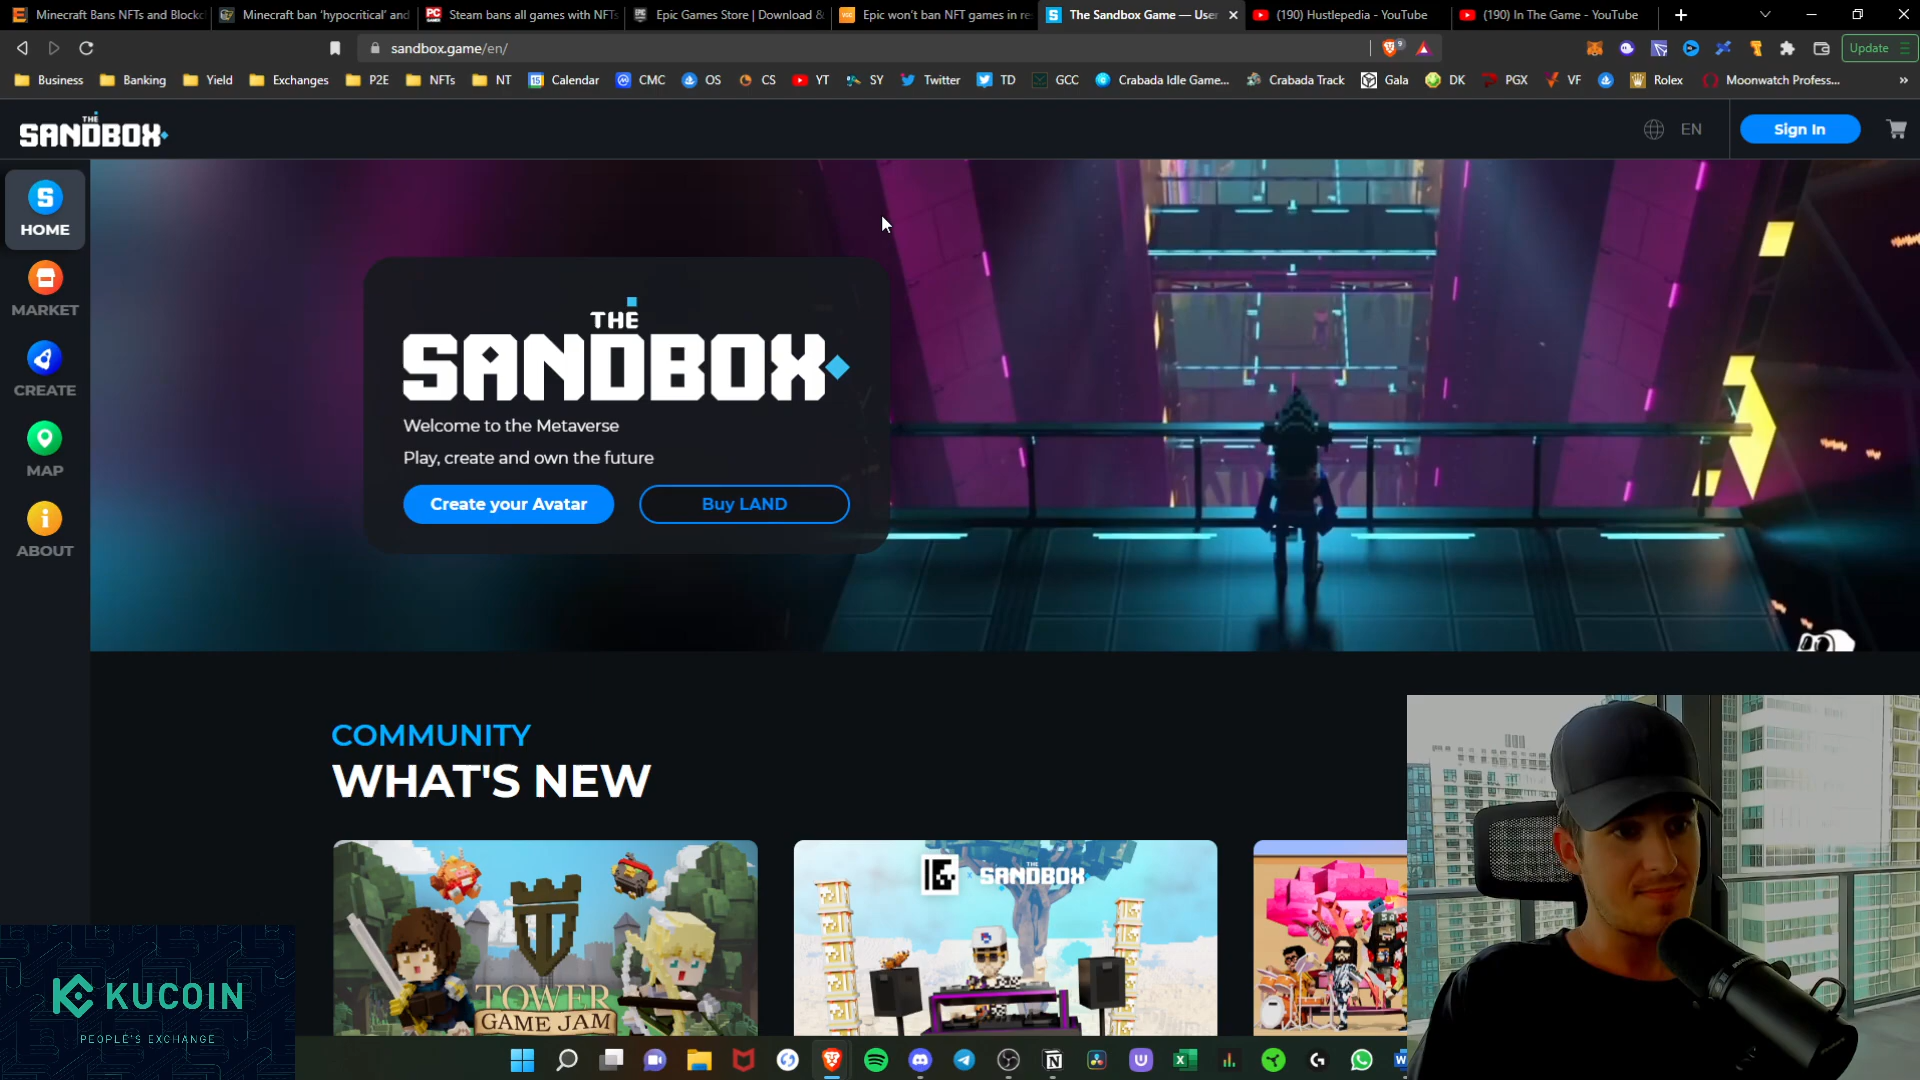 Minecraft Bans NFTs and Blockc
Minecraft ban 'hypocritical' and
Steam bans all games with NFTs
Epic Games Store | Download &
Epic won't ban NFT games in re
The Sandbox Game — User
(190) Hustlepedia - YouTube
(190) In The Game - YouTube
sandbox.game/en/
9
Update
Business
Banking
Yield
Exchanges
P2E
NFTs
NT
Calendar
CMC
OS
CS
YT
SY
Twitter
TD
GCC
Crabada Idle Game...
Crabada Track
Gala
DK
PGX
VF
Rolex
Moonwatch Profess...
THE
SANDBOX
EN
Sign In
HOME
MARKET
CREATE
MAP
ABOUT
THE
SANDBOX
Welcome to the Metaverse
Play, create and own the future
Create your Avatar
Buy LAND
COMMUNITY
WHAT'S NEW
TOWER
GAME JAM
x THE
SANDBOX
KUCOIN
PEOPLE'S EXCHANGE